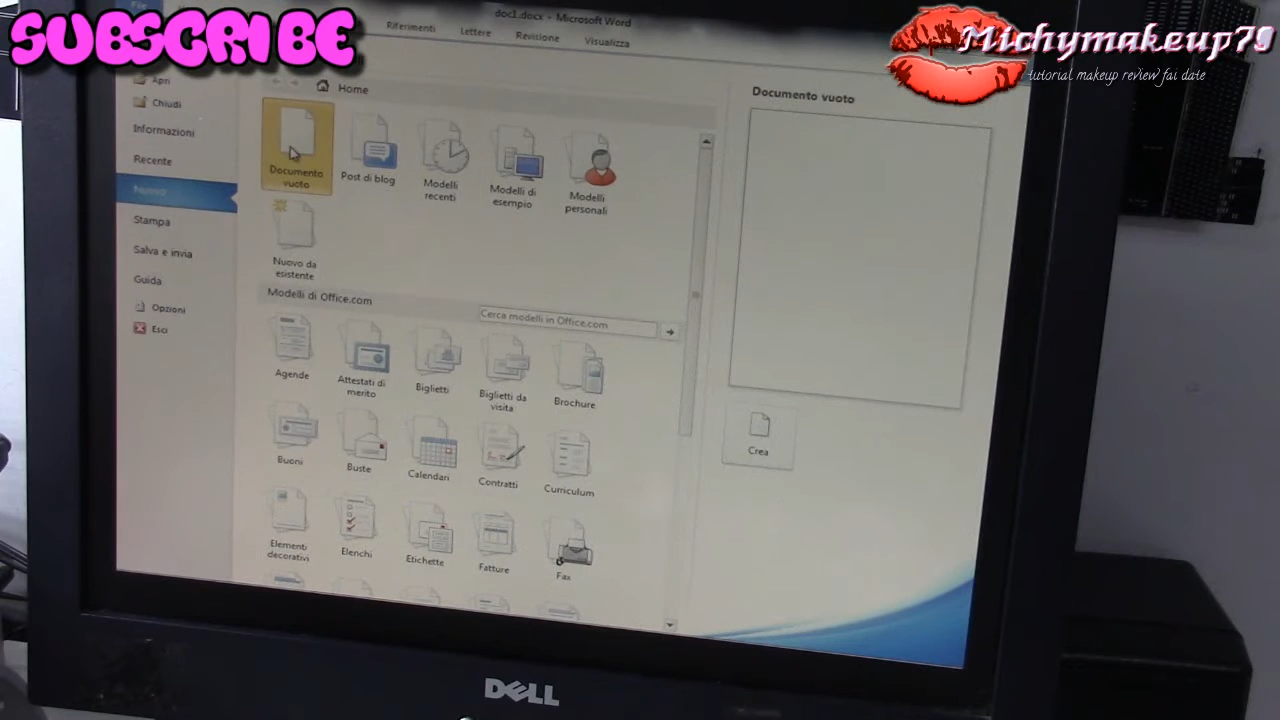 SUBSCRIBE
Michymakeup79
tutorial makeup review fai date
File
doc1.docx - Microsoft Word
Riferimenti
Lettere
Revisione
Visualizza
Apri
Chiudi
Informazioni
Recente
Nuovo
Stampa
Salva e invia
Guida
Opzioni
Esci
Home
Documento
vuoto
Post di blog
Modelli
recenti
Modelli di
esempio
Modelli
personali
Nuovo da
esistente
Modelli di Office.com
Cerca modelli in Office.com
Agende
Attestati di
merito
Biglietti
Biglietti da
visita
Brochure
Buoni
Buste
Calendari
Contratti
Curriculum
Elementi
decorativi
Elenchi
Etichette
Fatture
Fax
Documento vuoto
Crea
DELL